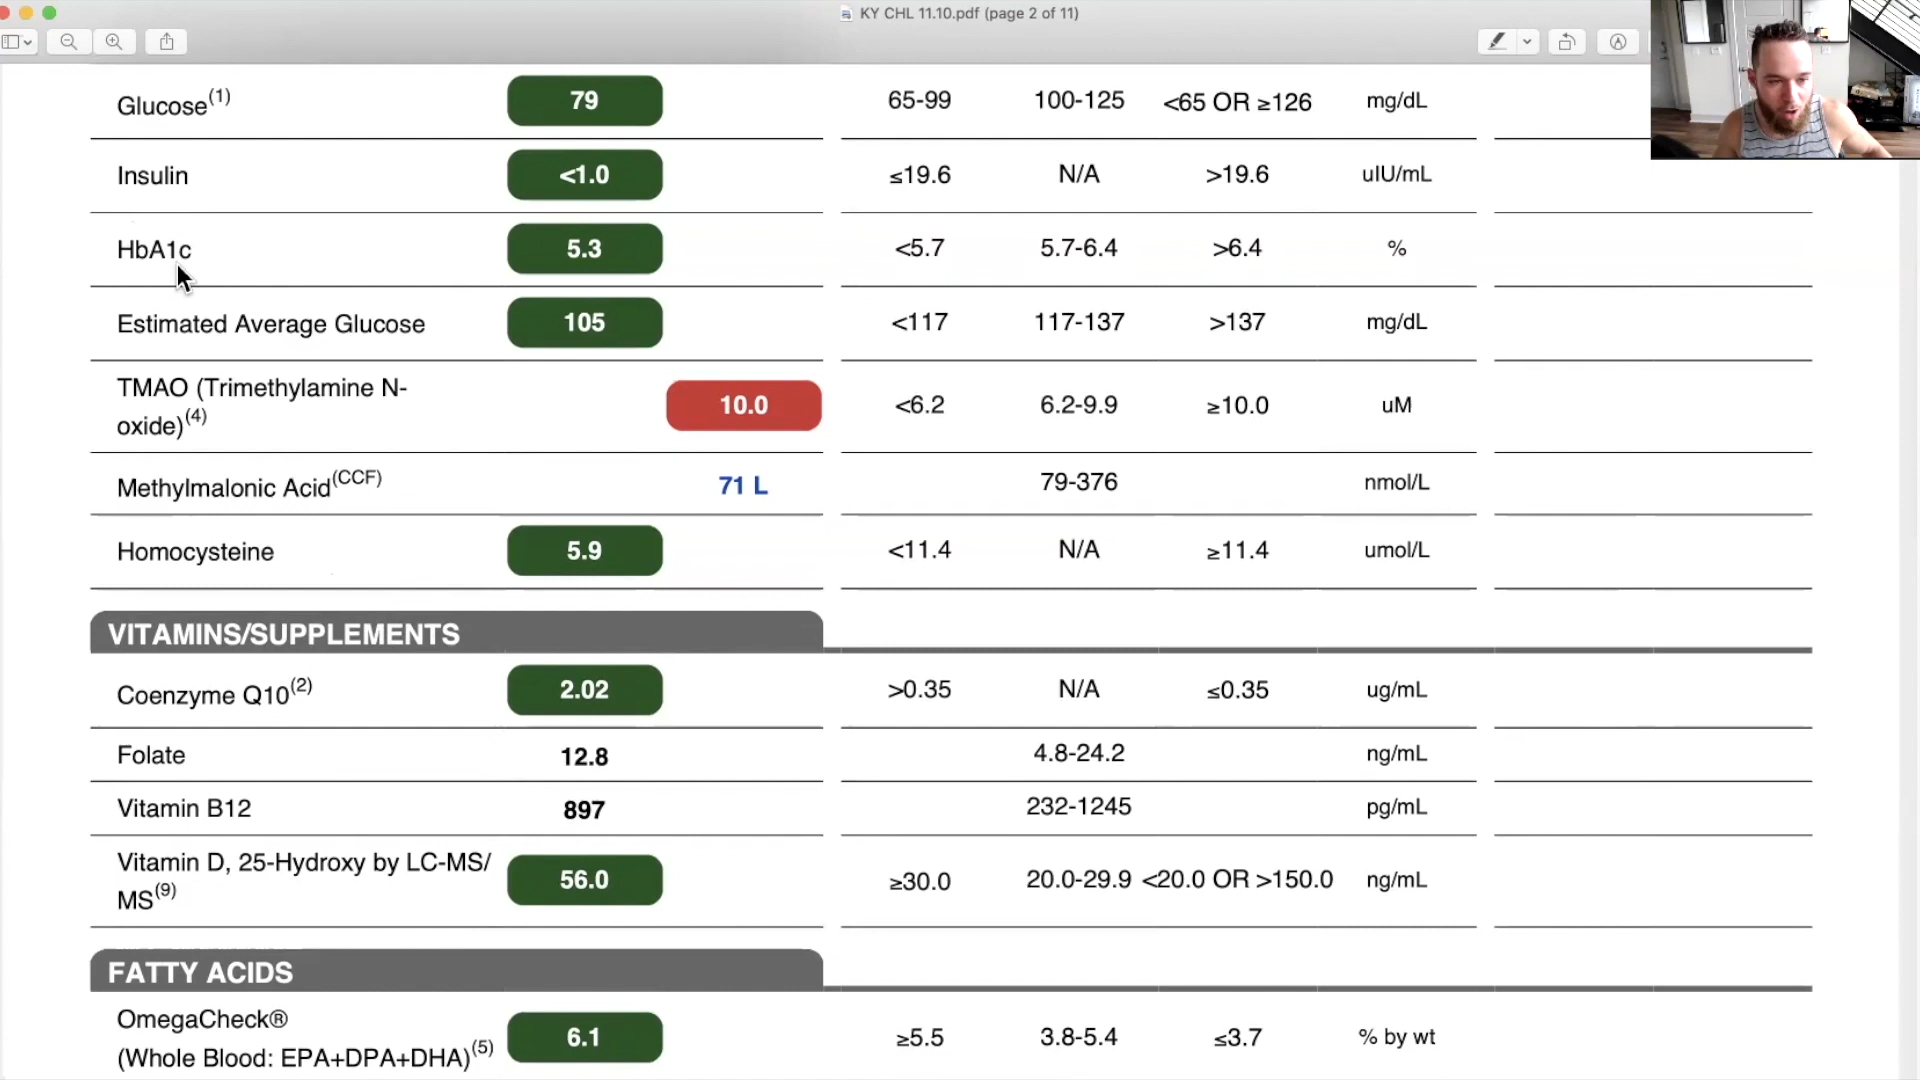 KY CHL 11.10.pdf (page 2 of 11)
Glucose(1) 79 65-99 100-125 <65 OR ≥126 mg/dL
Insulin <1.0 ≤19.6 N/A >19.6 uIU/mL
HbA1c 5.3 <5.7 5.7-6.4 >6.4 %
Estimated Average Glucose 105 <117 117-137 >137 mg/dL
TMAO (Trimethylamine N-
oxide)(4) 10.0 <6.2 6.2-9.9 ≥10.0 uM
Methylmalonic Acid(CCF) 71 L 79-376 nmol/L
Homocysteine 5.9 <11.4 N/A ≥11.4 umol/L
VITAMINS/SUPPLEMENTS
Coenzyme Q10(2) 2.02 >0.35 N/A ≤0.35 ug/mL
Folate 12.8 4.8-24.2 ng/mL
Vitamin B12 897 232-1245 pg/mL
Vitamin D, 25-Hydroxy by LC-MS/
MS(9) 56.0 ≥30.0 20.0-29.9 <20.0 OR >150.0 ng/mL
FATTY ACIDS
OmegaCheck®
(Whole Blood: EPA+DPA+DHA)(5) 6.1 ≥5.5 3.8-5.4 ≤3.7 % by wt